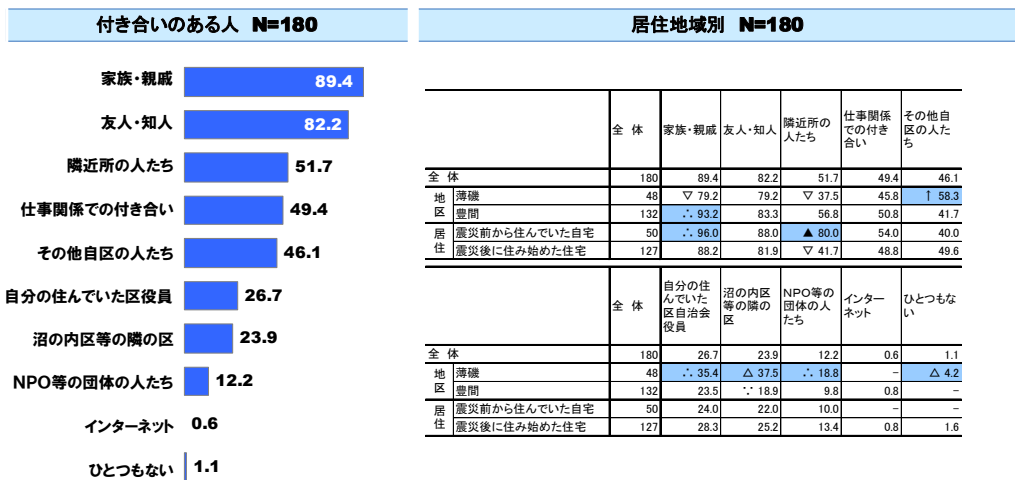 付き合いのある人 N=180
居住地域別 N=180
家族・親戚 89.4
友人・知人 82.2
隣近所の人たち 51.7
仕事関係での付き合い 49.4
その他自区の人たち 46.1
自分の住んでいた区役員 26.7
沼の内区等の隣の区 23.9
NPO等の団体の人たち 12.2
インターネット 0.6
ひとつもない 1.1
全 体 家族・親戚 友人・知人 隣近所の人たち 仕事関係での付き合い その他自区の人たち
全 体 180 89.4 82.2 51.7 49.4 46.1
地区 薄磯 48 ▽ 79.2 79.2 ▽ 37.5 45.8 ↑ 58.3
豊間 132 ∴ 93.2 83.3 56.8 50.8 41.7
居住 震災前から住んでいた自宅 50 ∴ 96.0 88.0 ▲ 80.0 54.0 40.0
震災後に住み始めた住宅 127 88.2 81.9 ▽ 41.7 48.8 49.6
全 体 自分の住んでいた区自治会役員 沼の内区等の隣の区 NPO等の団体の人たち インターネット ひとつもない
全 体 180 26.7 23.9 12.2 0.6 1.1
地区 薄磯 48 ∴ 35.4 △ 37.5 ∴ 18.8 − △ 4.2
豊間 132 23.5 ∵ 18.9 9.8 0.8 −
居住 震災前から住んでいた自宅 50 24.0 22.0 10.0 − −
震災後に住み始めた住宅 127 28.3 25.2 13.4 0.8 1.6